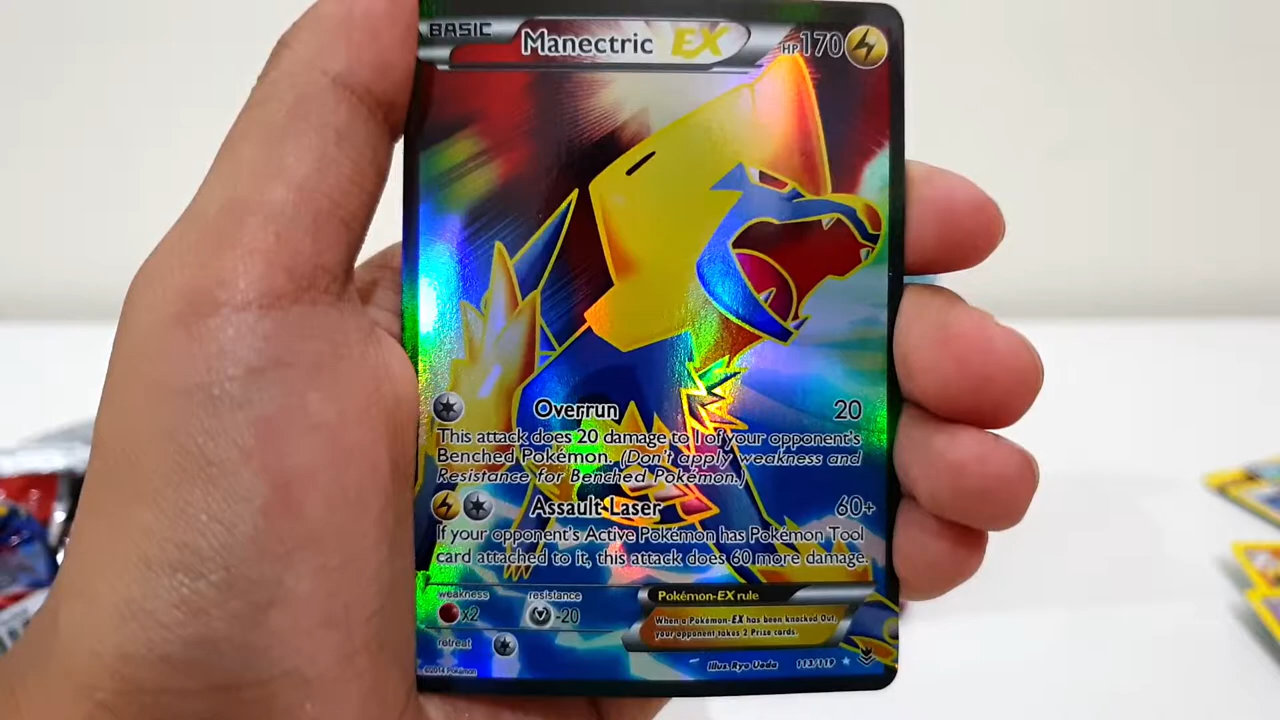 BASIC Manectric EX HP170
Overrun 20
This attack does 20 damage to 1 of your opponent's
Benched Pokémon. (Don't apply weakness and
Resistance for Benched Pokémon.)
Assault Laser 60+
If your opponent's Active Pokémon has Pokémon Tool
card attached to it, this attack does 60 more damage.
weakness resistance Pokémon-EX rule
x2 -20
When a Pokémon-EX has been Knocked Out,
your opponent takes 2 Prize cards.
retreat
©2014 Pokémon Illus. Ryo Ueda 113/119